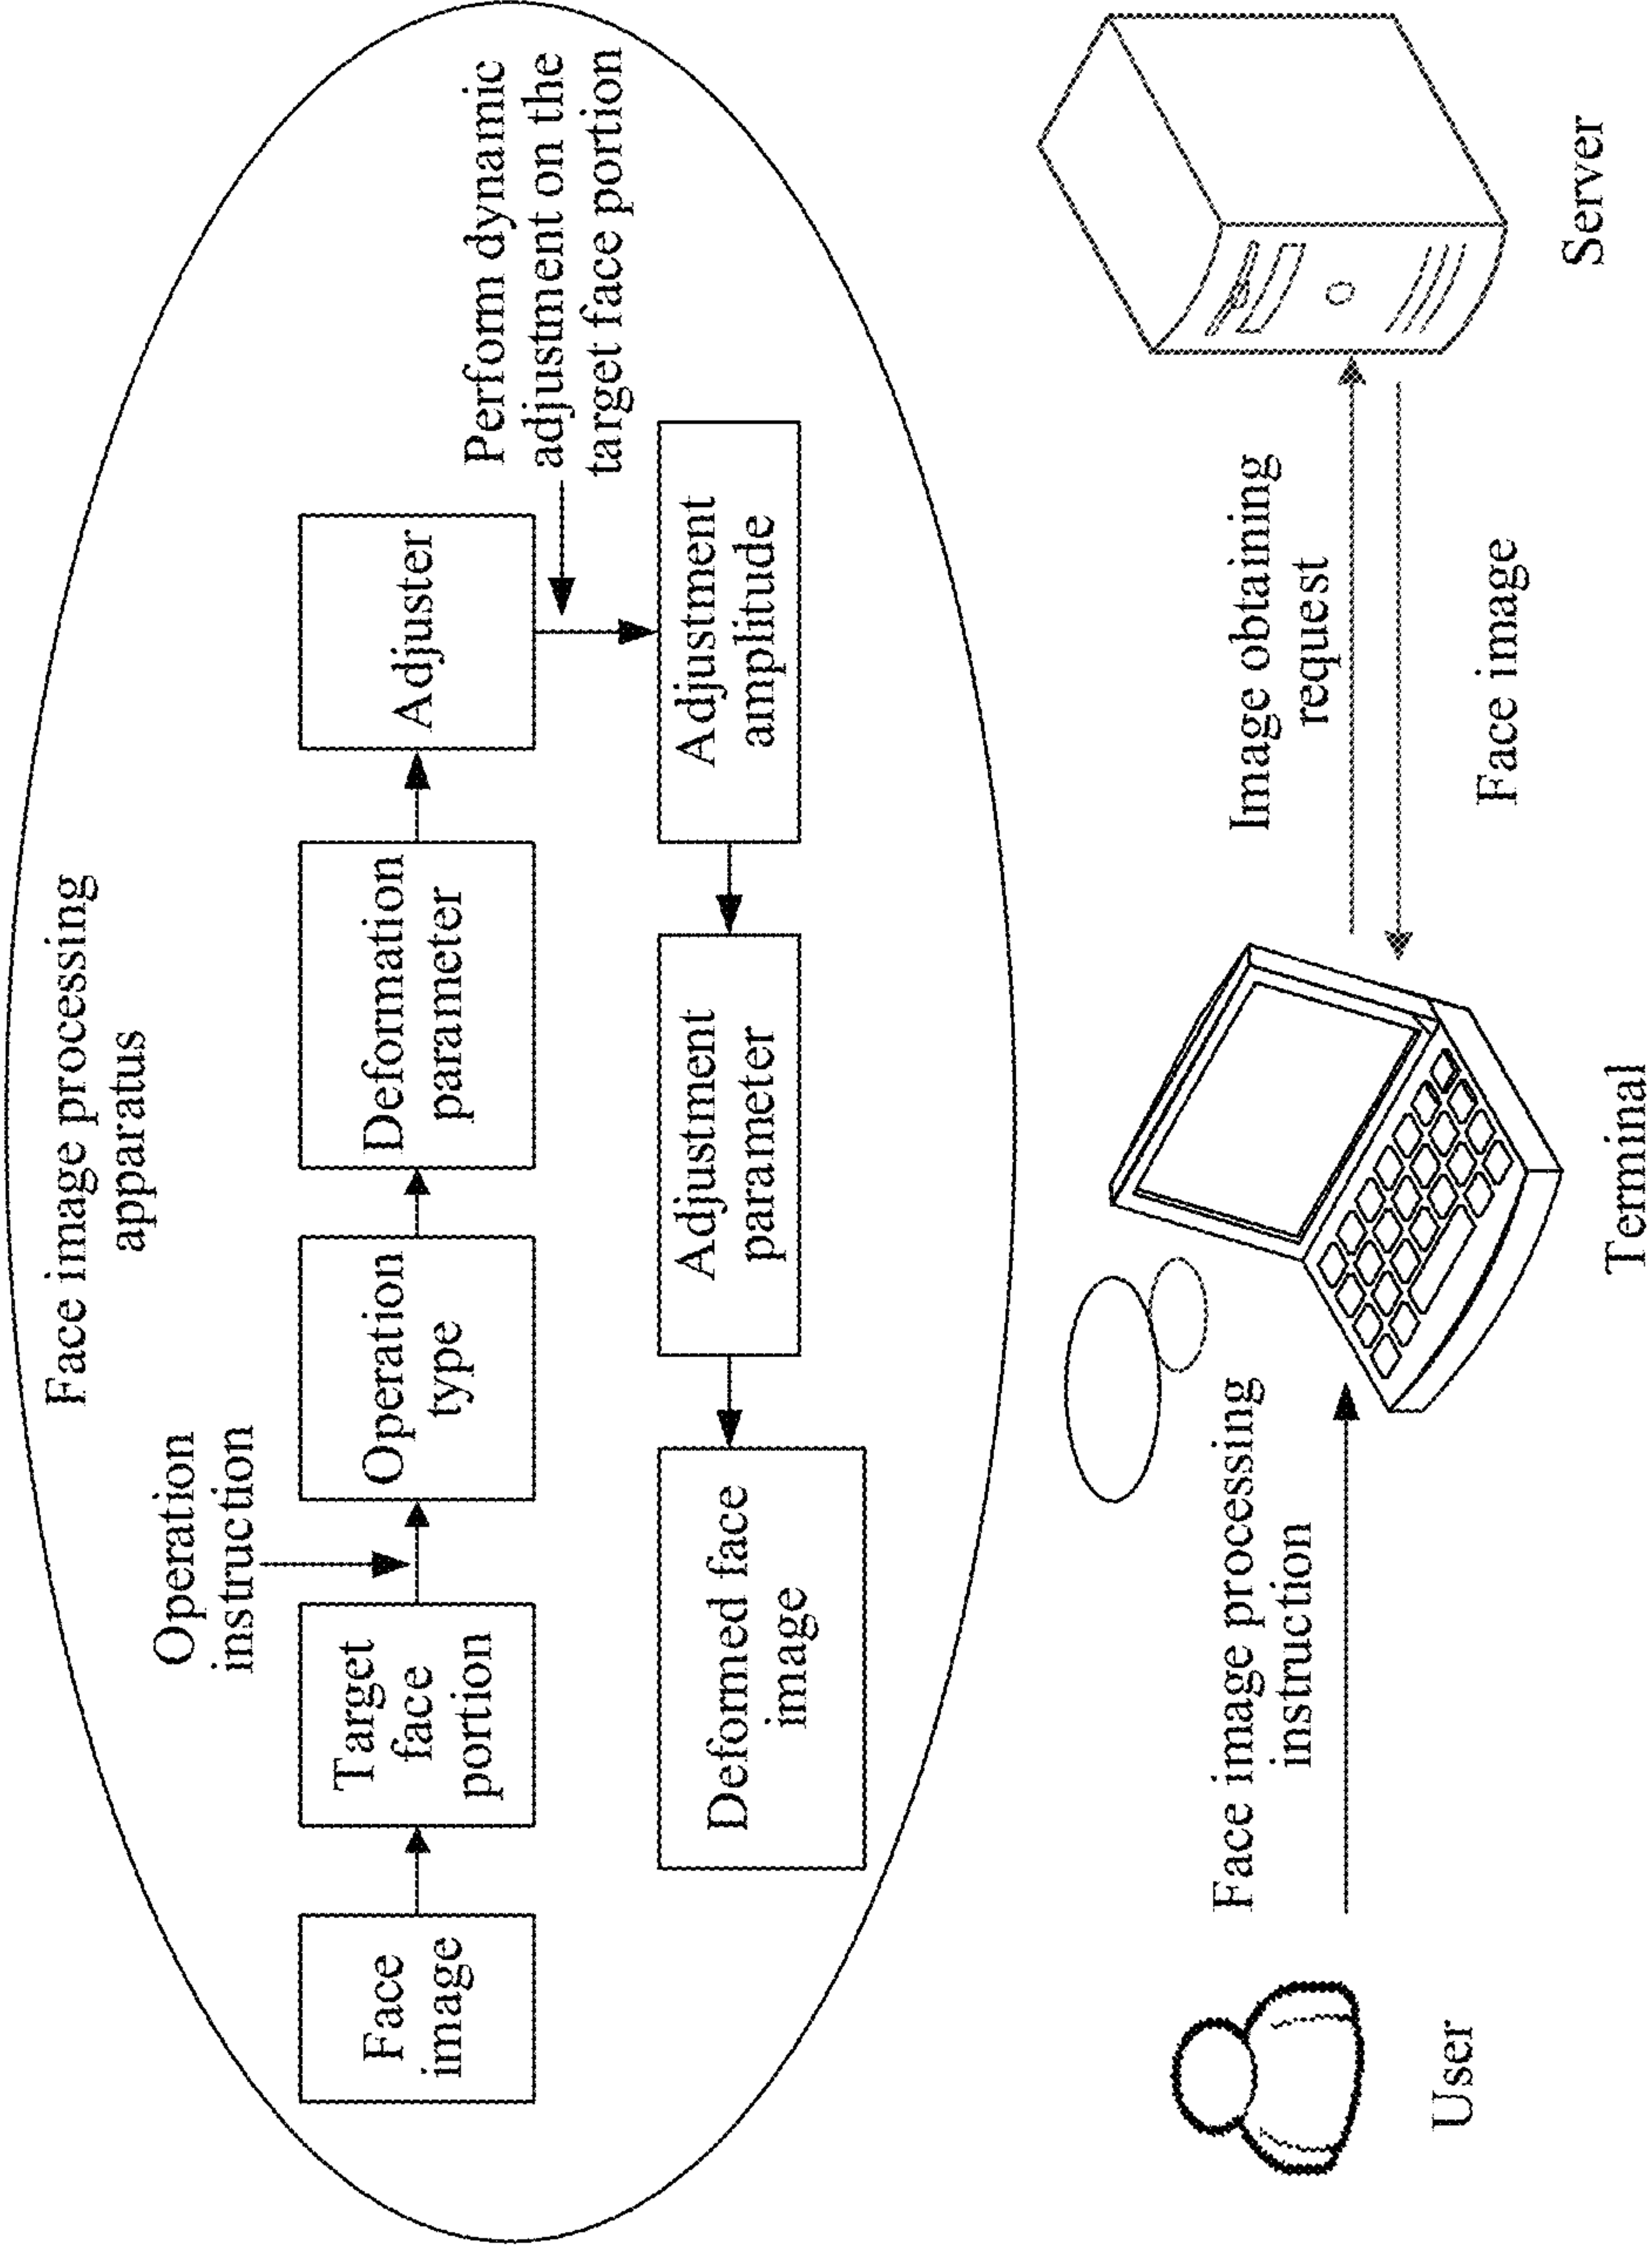 Face image processing
apparatus
Operation
instruction
Face
image
Target
face
portion
Operation
type
Deformation
parameter
Adjuster
Perform dynamic
adjustment on the
target face portion
Adjustment
amplitude
Adjustment
parameter
Deformed face
image
Face image processing
instruction
Image obtaining
request
Face image
User
Terminal
Server